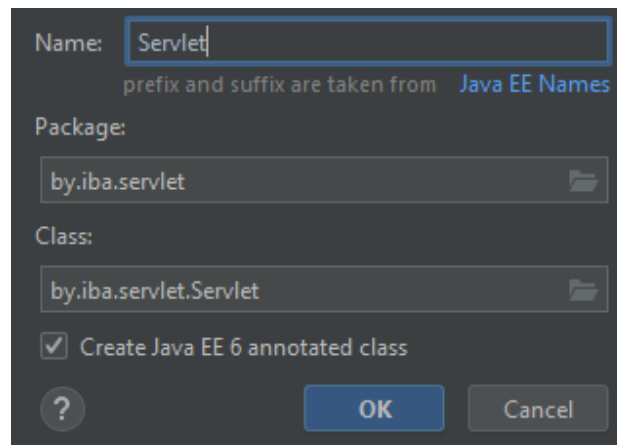 Name: Servlet
prefix and suffix are taken from Java EE Names
Package:
by.iba.servlet
Class:
by.iba.servlet.Servlet
Create Java EE 6 annotated class
? OK Cancel